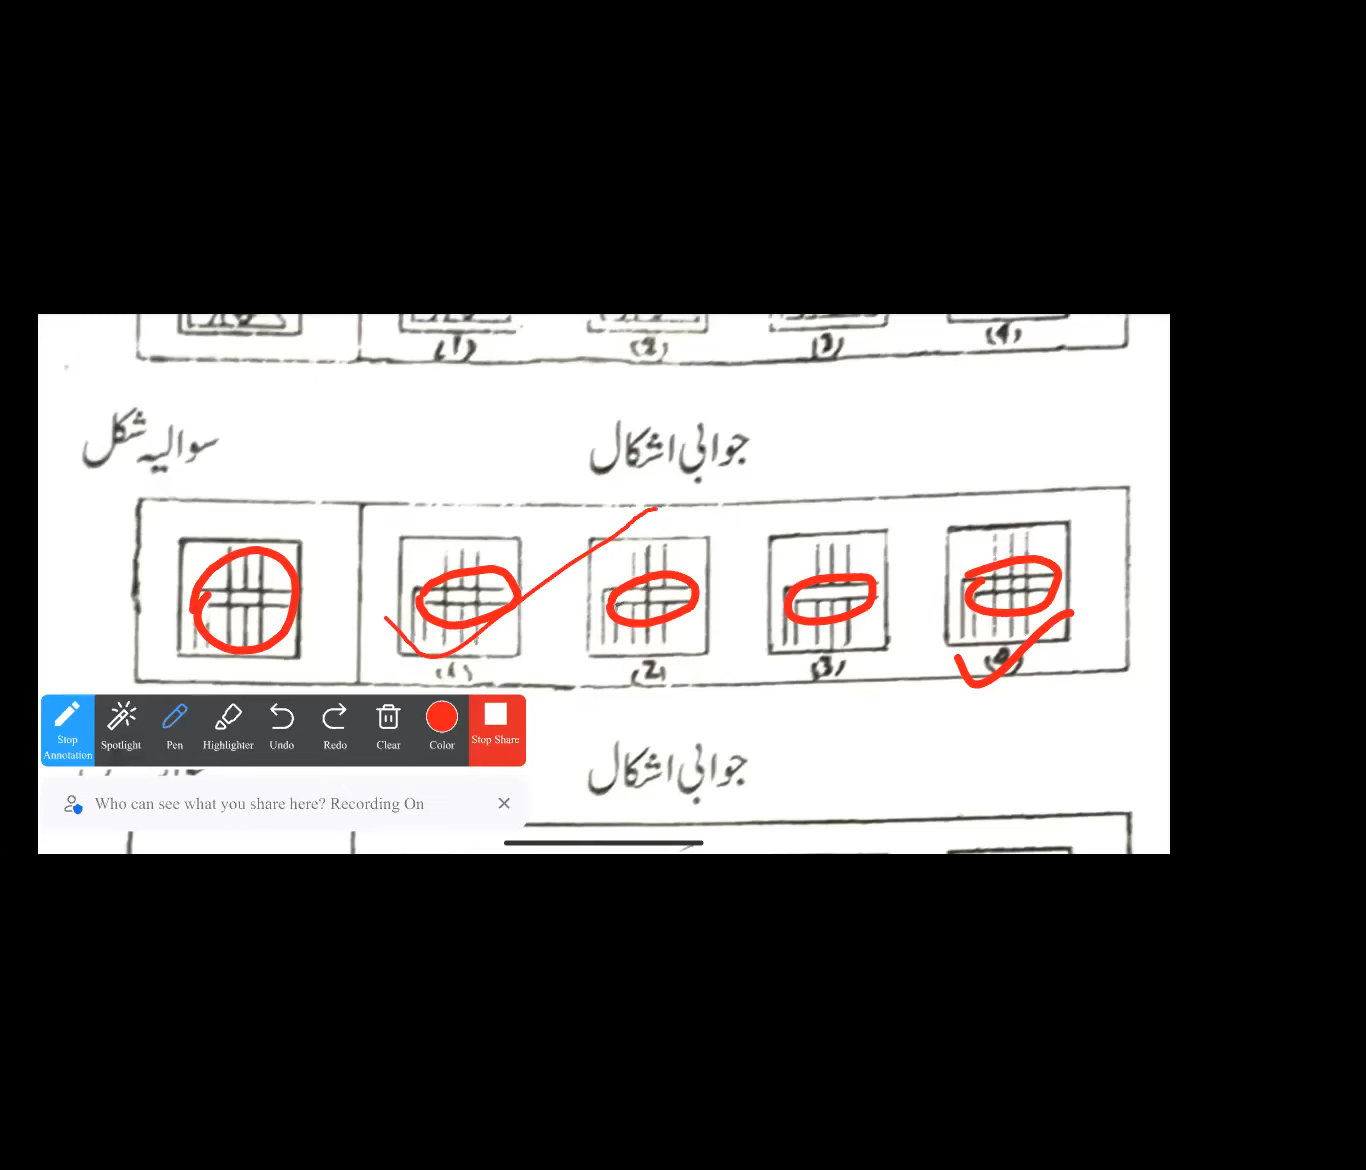 (1) (2) (3) (4)
سوالیہ شکل جوابی اشکال
(1) (2) (3)
جوابی اشکال
Stop Annotation Spotlight Pen Highlighter Undo Redo Clear Color Stop Share
Who can see what you share here? Recording On